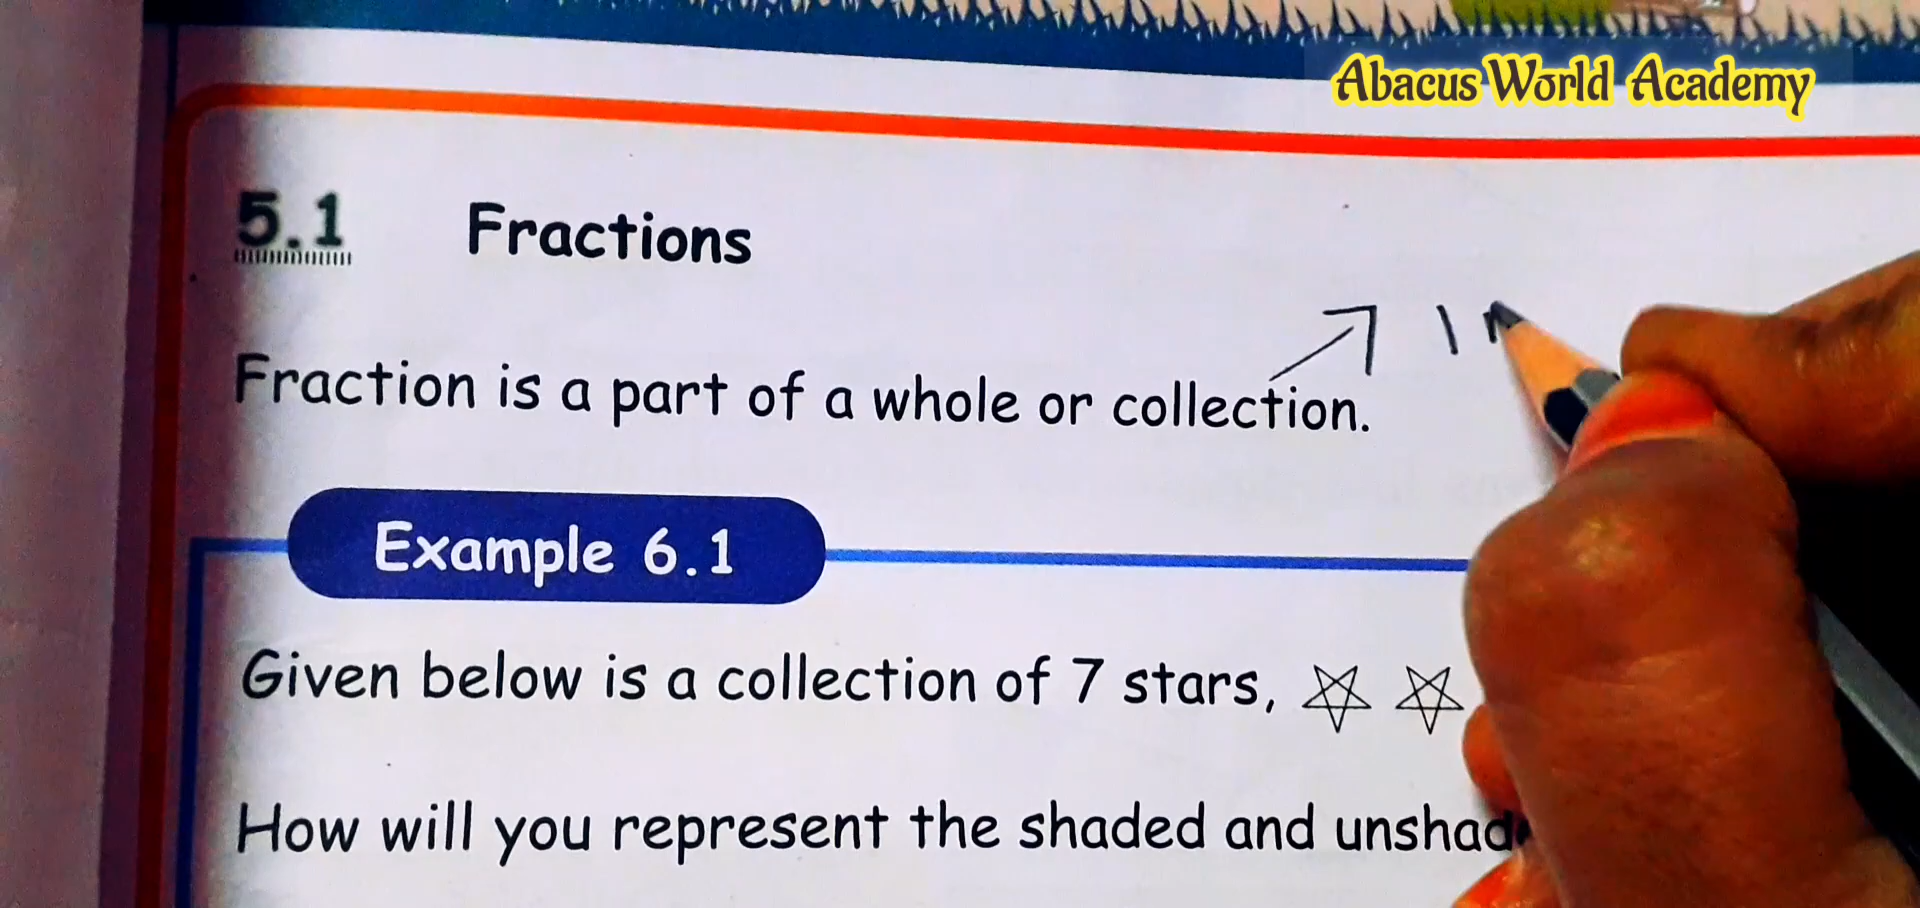 Abacus World Academy
5.1 Fractions
Fraction is a part of a whole or collection.
Example 6.1
Given below is a collection of 7 stars,
How will you represent the shaded and